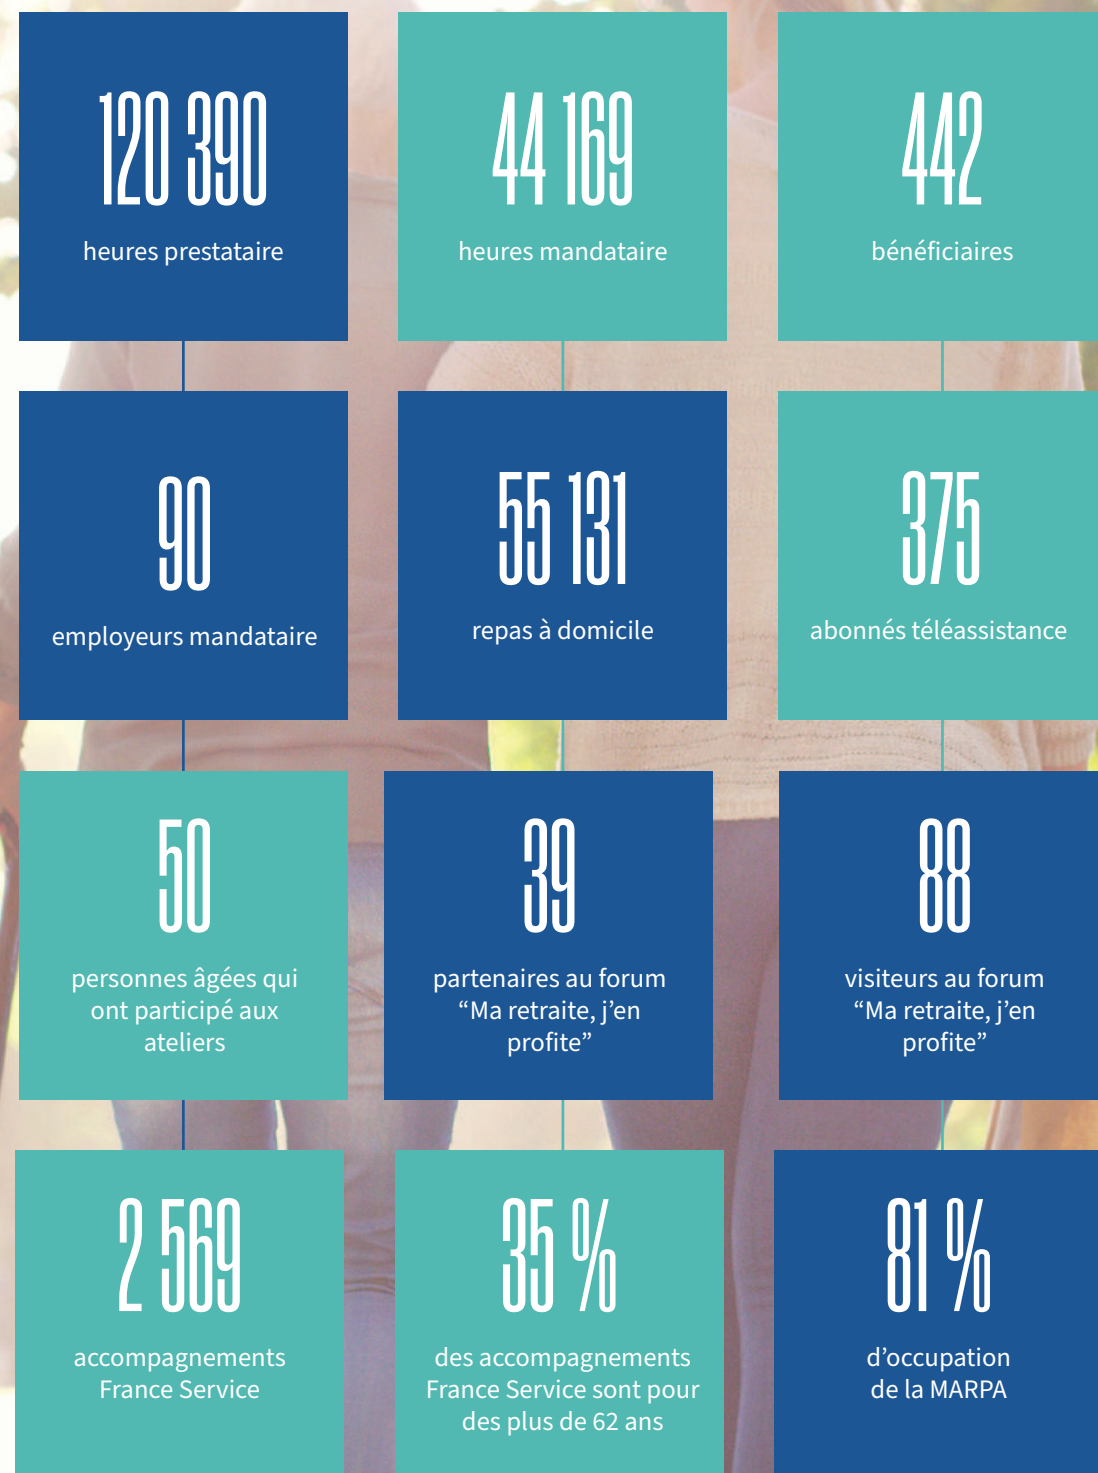 120 390
heures prestataire
44 169
heures mandataire
442
bénéficiaires
90
employeurs mandataire
55 131
repas à domicile
375
abonnés téléassistance
50
personnes âgées qui
ont participé aux
ateliers
39
partenaires au forum
“Ma retraite, j’en
profite”
88
visiteurs au forum
“Ma retraite, j’en
profite”
2 569
accompagnements
France Service
35 %
des accompagnements
France Service sont pour
des plus de 62 ans
81 %
d’occupation
de la MARPA